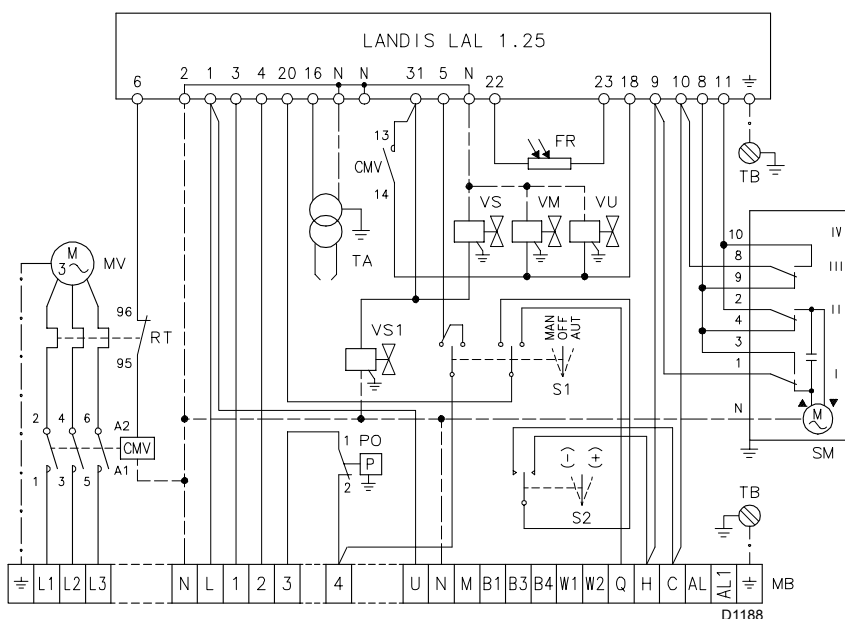 LANDIS LAL 1.25
6 2 1 3 4 20 16 N N 31 5 N 22 23 18 9 10 8 11
13
CMV
14
FR
TB
VS VM VU
TA
10 IV
8 III
9
2 II
4
3
1 I
N
M
SM
M
3
MV
96
RT
95
VS1
MAN
OFF
AUT
S1
2 4 6 A2
CMV
1 3 5 A1
1 PO
P
2
(-) (+)
S2
TB
L1 L2 L3 N L 1 2 3 4 U N M B1 B3 B4 W1 W2 Q H C AL AL1 MB
D1188